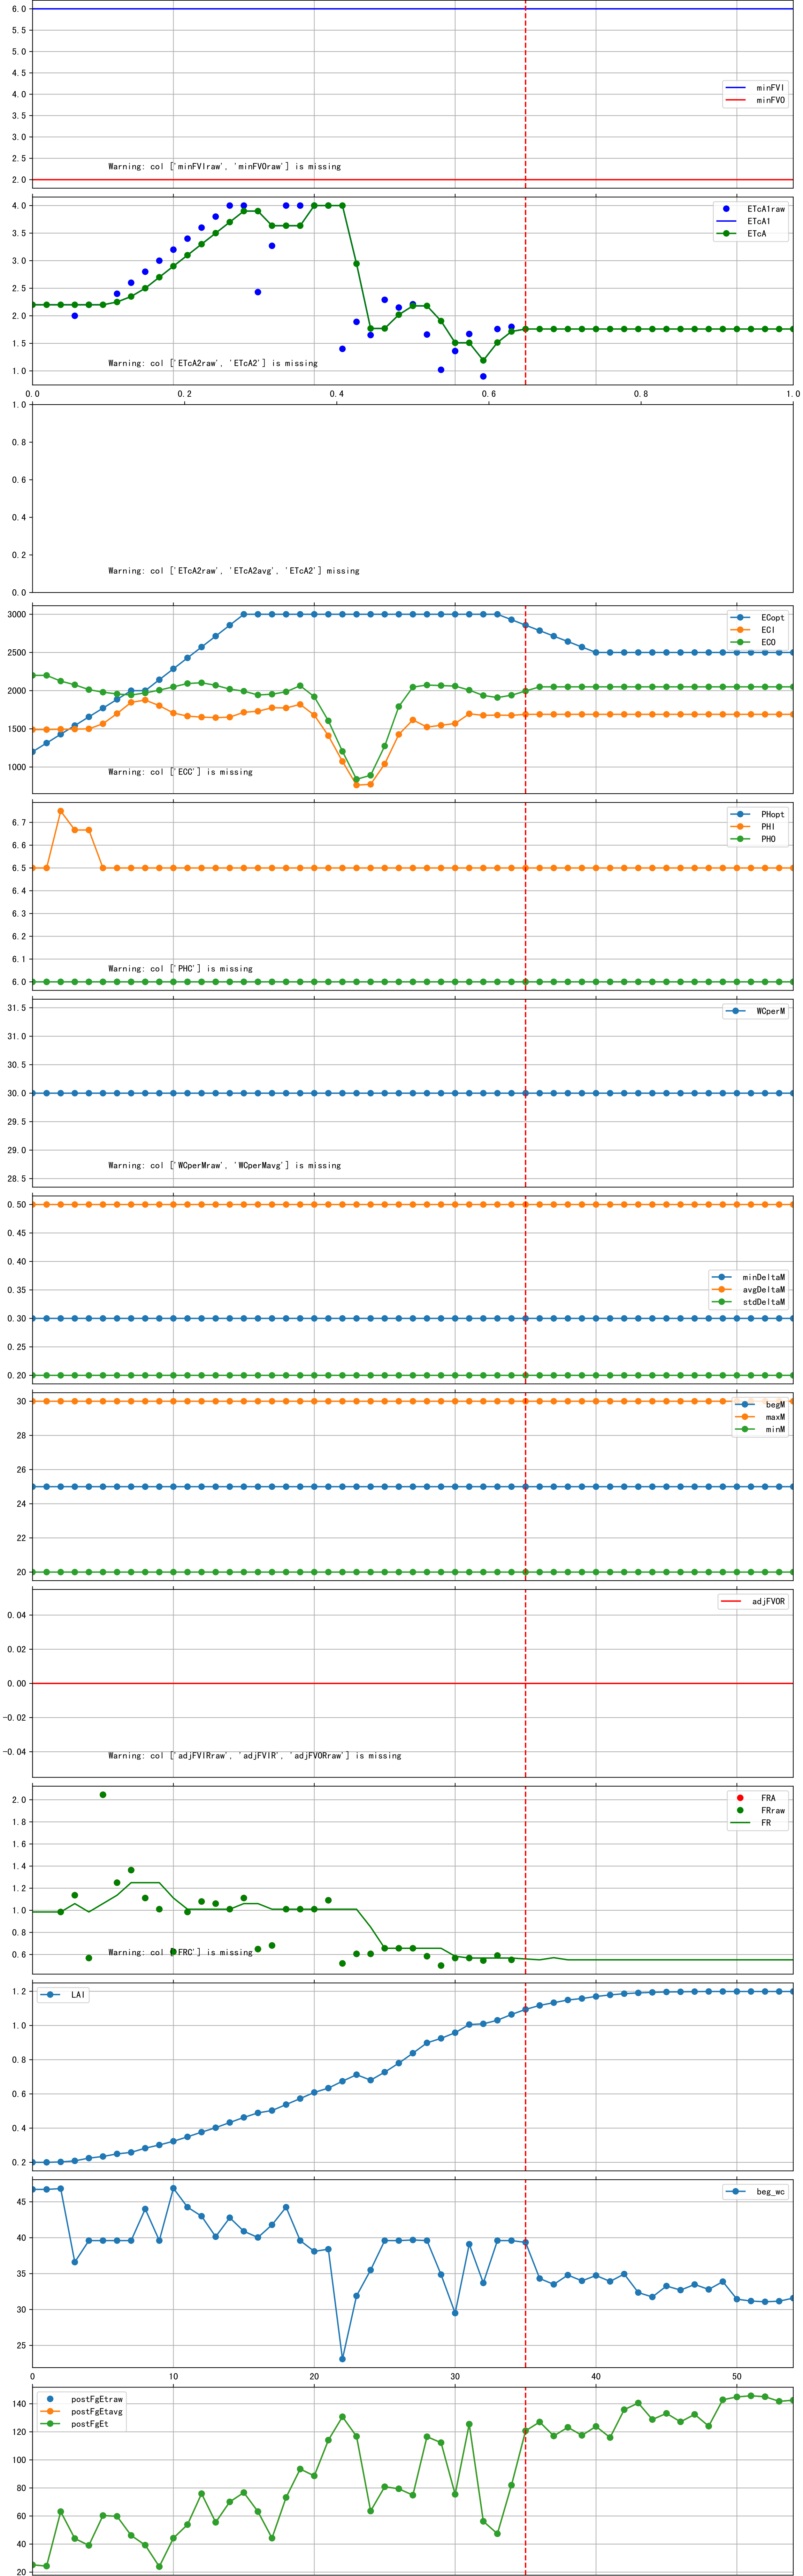 6.0
5.5
5.0
4.5
4.0
3.5
3.0
2.5
2.0
minFVI
minFVO
Warning: col ['minFVIraw', 'minFVOraw'] is missing
4.0
3.5
3.0
2.5
2.0
1.5
1.0
ETcA1raw
ETcA1
ETcA
Warning: col ['ETcA2raw', 'ETcA2'] is missing
0.0 0.2 0.4 0.6 0.8 1.0
1.0
0.8
0.6
0.4
0.2
0.0
Warning: col ['ETcA2raw', 'ETcA2avg', 'ETcA2'] missing
3000
2500
2000
1500
1000
ECopt
ECI
ECO
Warning: col ['ECC'] is missing
6.7
6.6
6.5
6.4
6.3
6.2
6.1
6.0
PHopt
PHI
PHO
Warning: col ['PHC'] is missing
31.5
31.0
30.5
30.0
29.5
29.0
28.5
WCperM
Warning: col ['WCperMraw', 'WCperMavg'] is missing
0.50
0.45
0.40
0.35
0.30
0.25
0.20
minDeltaM
avgDeltaM
stdDeltaM
30
28
26
24
22
20
begM
maxM
minM
0.04
0.02
0.00
-0.02
-0.04
adjFVOR
Warning: col ['adjFVIRraw', 'adjFVIR', 'adjFVORraw'] is missing
2.0
1.8
1.6
1.4
1.2
1.0
0.8
0.6
FRA
FRraw
FR
Warning: col ['FRC'] is missing
1.2
1.0
0.8
0.6
0.4
0.2
LAI
45
40
35
30
25
beg_wc
0 10 20 30 40 50
140
120
100
80
60
40
20
postFgEtraw
postFgEtavg
postFgEt